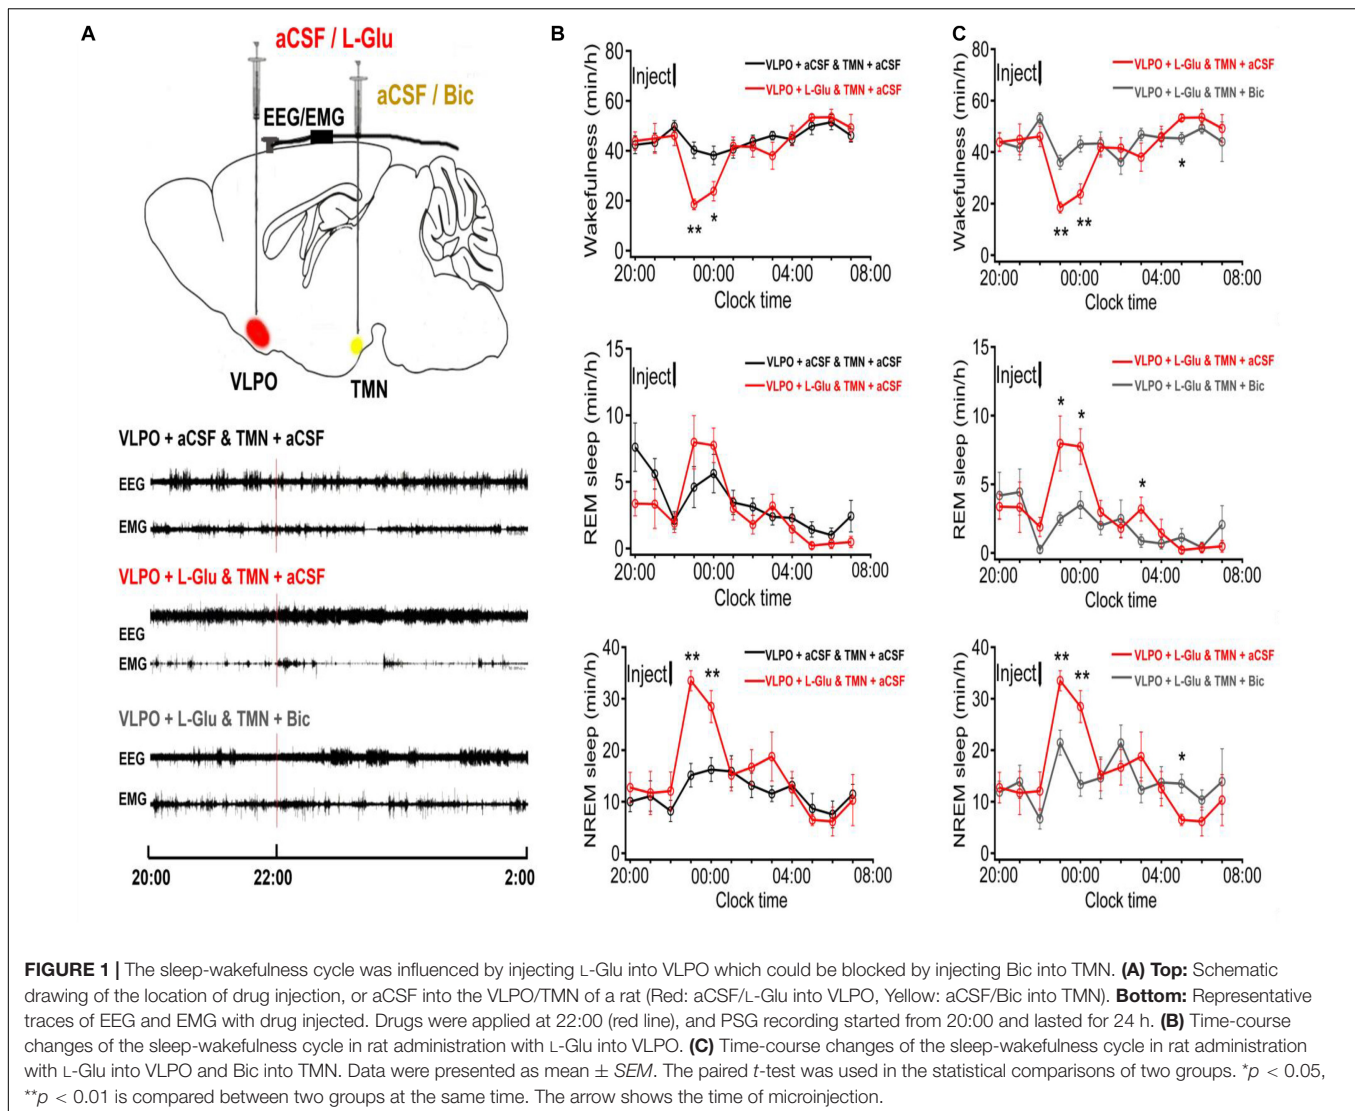 A
aCSF / L-Glu
aCSF / Bic
EEG/EMG
VLPO
TMN
VLPO + aCSF & TMN + aCSF
EEG
EMG
VLPO + L-Glu & TMN + aCSF
EEG
EMG
VLPO + L-Glu & TMN + Bic
EEG
EMG
20:00
22:00
2:00
B
80
60
40
20
0
Wakefulness (min/h)
Inject
VLPO + aCSF & TMN + aCSF
VLPO + L-Glu & TMN + aCSF
**
*
20:00
00:00
04:00
08:00
Clock time
15
10
5
0
REM sleep (min/h)
Inject
VLPO + aCSF & TMN + aCSF
VLPO + L-Glu & TMN + aCSF
20:00
00:00
04:00
08:00
Clock time
40
30
20
10
0
NREM sleep (min/h)
Inject
**
**
VLPO + aCSF & TMN + aCSF
VLPO + L-Glu & TMN + aCSF
20:00
00:00
04:00
08:00
Clock time
C
80
60
40
20
0
Wakefulness (min/h)
Inject
VLPO + L-Glu & TMN + aCSF
VLPO + L-Glu & TMN + Bic
**
**
*
20:00
00:00
04:00
08:00
Clock time
15
10
5
0
REM sleep (min/h)
Inject
*
*
*
VLPO + L-Glu & TMN + aCSF
VLPO + L-Glu & TMN + Bic
20:00
00:00
04:00
08:00
Clock time
40
30
20
10
0
NREM sleep (min/h)
Inject
**
**
*
VLPO + L-Glu & TMN + aCSF
VLPO + L-Glu & TMN + Bic
20:00
00:00
04:00
08:00
Clock time
FIGURE 1 | The sleep-wakefulness cycle was influenced by injecting L-Glu into VLPO which could be blocked by injecting Bic into TMN. (A) Top: Schematic
drawing of the location of drug injection, or aCSF into the VLPO/TMN of a rat (Red: aCSF/L-Glu into VLPO, Yellow: aCSF/Bic into TMN). Bottom: Representative
traces of EEG and EMG with drug injected. Drugs were applied at 22:00 (red line), and PSG recording started from 20:00 and lasted for 24 h. (B) Time-course
changes of the sleep-wakefulness cycle in rat administration with L-Glu into VLPO. (C) Time-course changes of the sleep-wakefulness cycle in rat administration
with L-Glu into VLPO and Bic into TMN. Data were presented as mean ± SEM. The paired t-test was used in the statistical comparisons of two groups. *p < 0.05,
**p < 0.01 is compared between two groups at the same time. The arrow shows the time of microinjection.